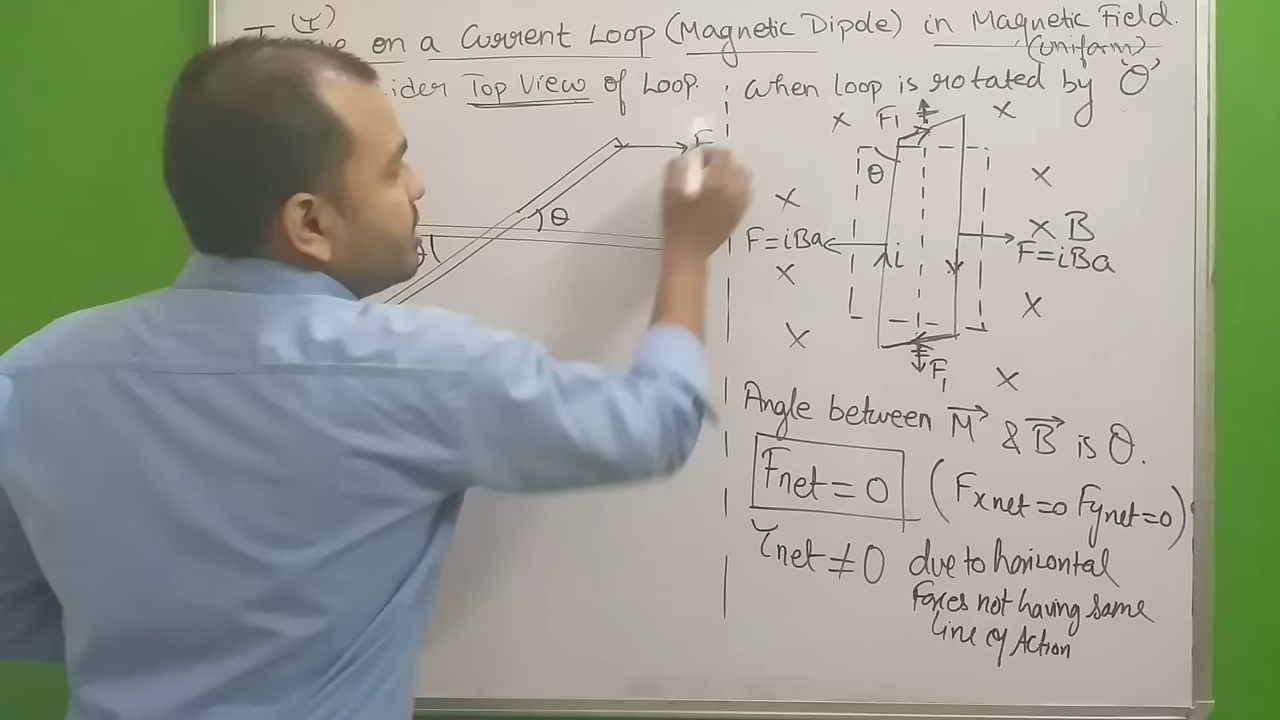 (τ)
on a Current Loop (Magnetic Dipole) in Magnetic Field.
(Uniform)
Top View of Loop.
F
θ
θ
when loop is rotated by 'θ'
F₁
θ
B
F=iBa
i
F=iBa
F₁
Angle between M⃗ & B⃗ is θ.
Fnet = 0 (Fxnet=0 Fynet=0)
τnet ≠ 0 due to horizontal
Forces not having same
line of Action